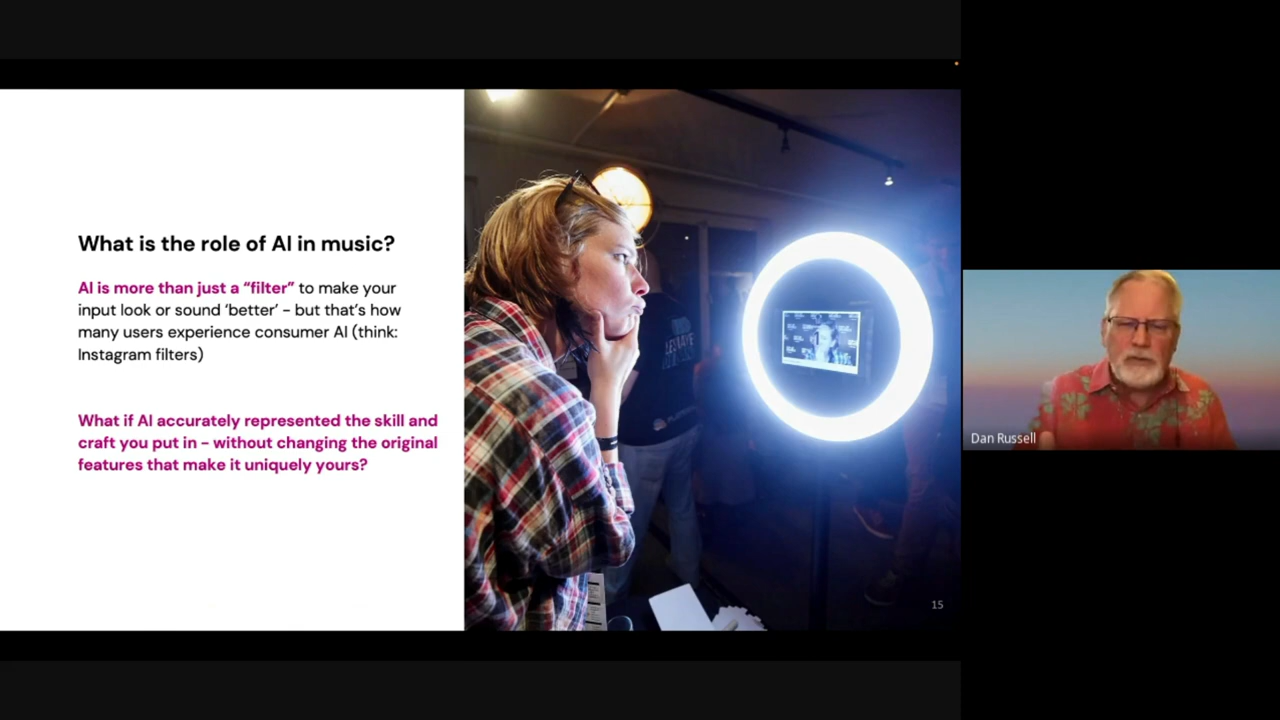 What is the role of AI in music?
AI is more than just a “filter” to make your
input look or sound ‘better’ - but that’s how
many users experience consumer AI (think:
Instagram filters)
What if AI accurately represented the skill and
craft you put in - without changing the original
features that make it uniquely yours?
15
Dan Russell